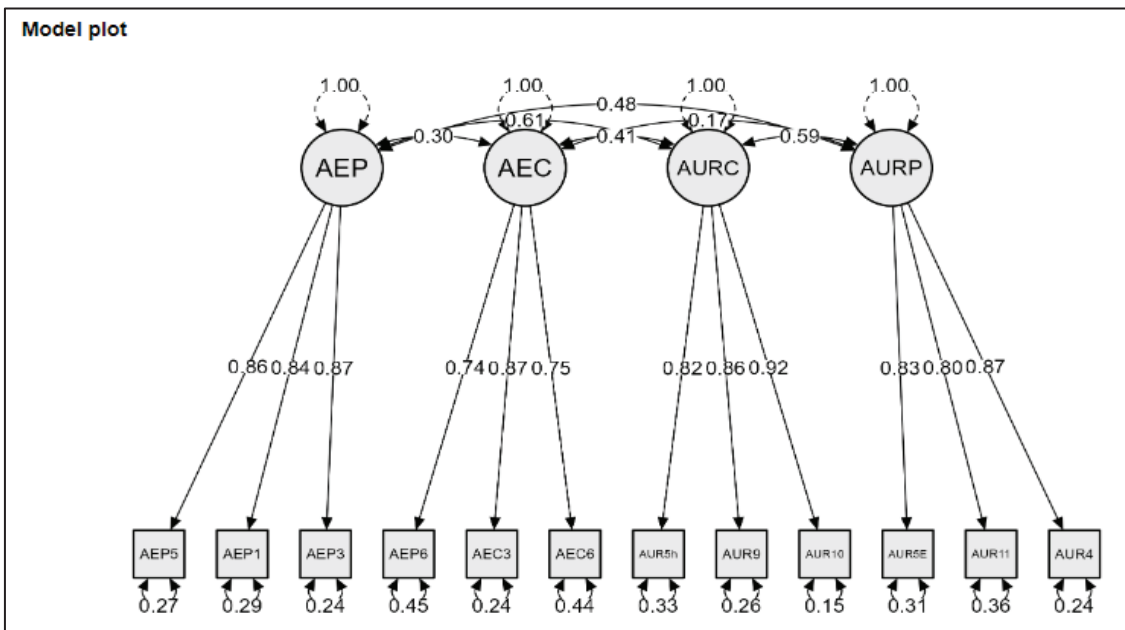 Model plot
1.00 1.00 1.00 1.00
0.48
0.61 0.17
0.30 0.41 0.59
AEP AEC AURC AURP
0.86 0.84 0.87 0.74 0.87 0.75 0.82 0.86 0.92 0.83 0.80 0.87
AEP5 AEP1 AEP3 AEP6 AEC3 AEC6 AUR5h AUR9 AUR10 AUR5E AUR11 AUR4
0.27 0.29 0.24 0.45 0.24 0.44 0.33 0.26 0.15 0.31 0.36 0.24